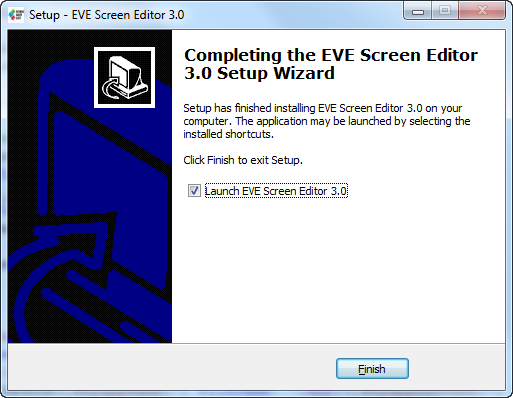 Setup - EVE Screen Editor 3.0
Completing the EVE Screen Editor
3.0 Setup Wizard
Setup has finished installing EVE Screen Editor 3.0 on your
computer. The application may be launched by selecting the
installed shortcuts.
Click Finish to exit Setup.
Launch EVE Screen Editor 3.0
Finish